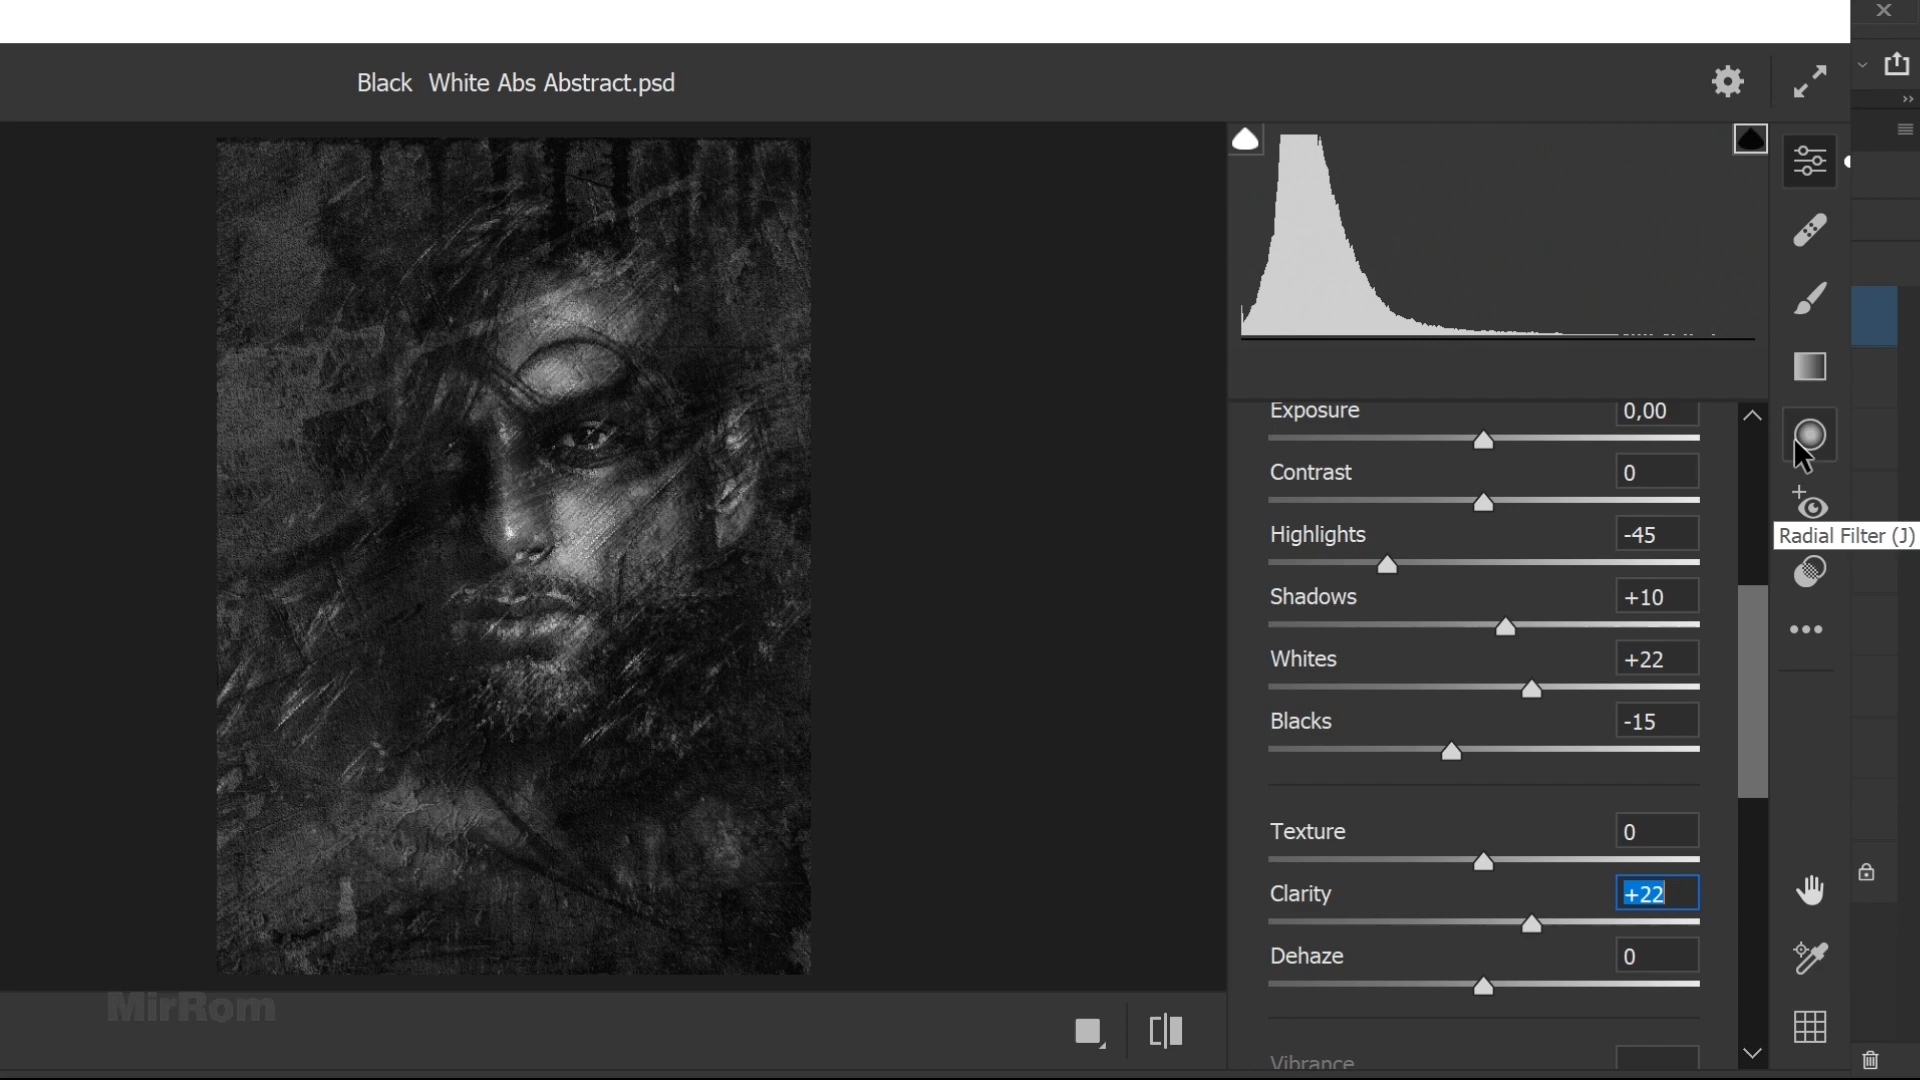 Black   White Abs Abstract.psd
Exposure 0,00
Contrast 0
Highlights -45
Shadows +10
Whites +22
Blacks -15
Radial Filter (J)
Texture 0
Clarity +22
Dehaze 0
Vibrance
MirRom